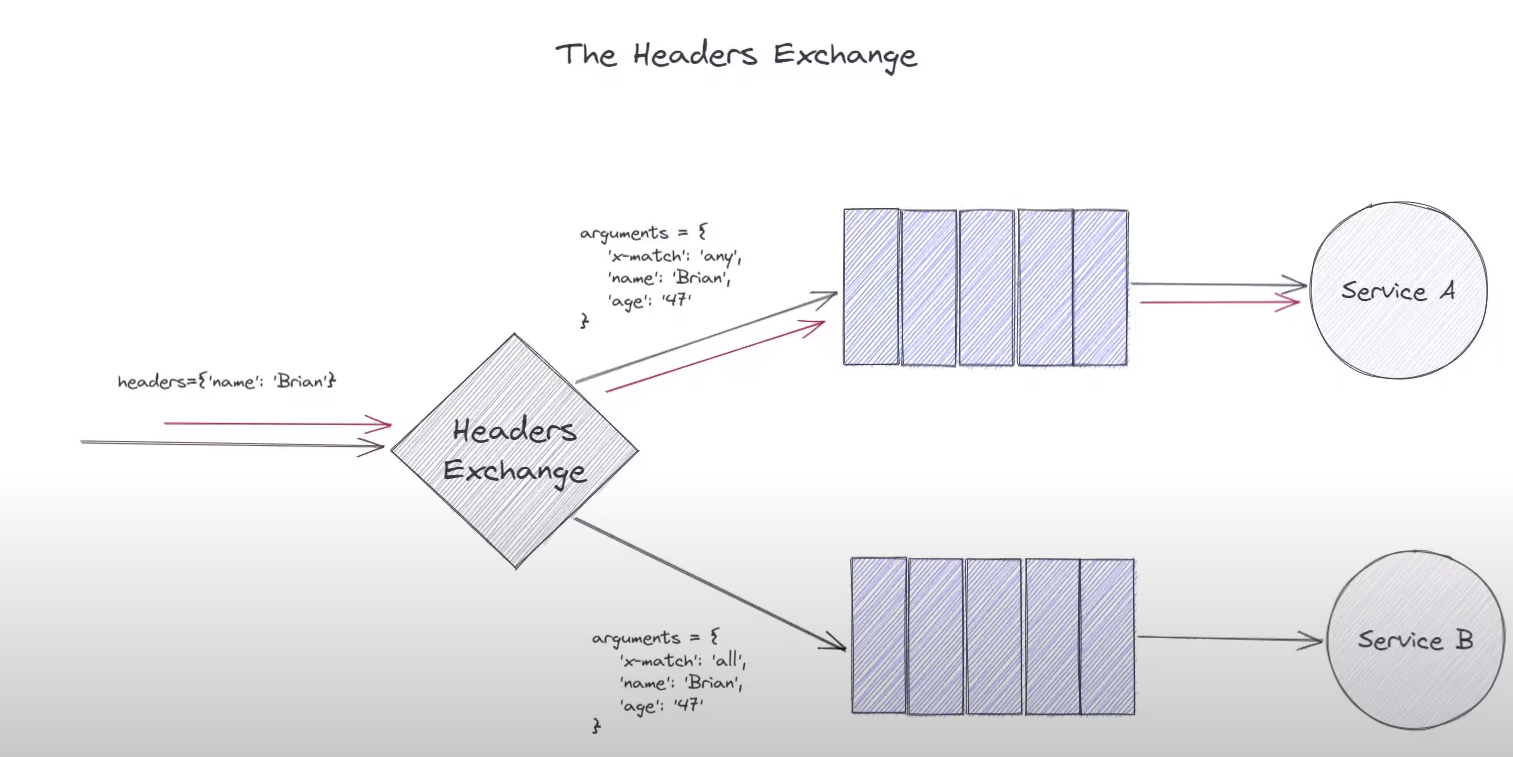 The Headers Exchange
arguments = {
'x-match': 'any',
'name': 'Brian',
'age': '47'
}
Service A
headers={'name': 'Brian'}
Headers
Exchange
arguments = {
'x-match': 'all',
'name': 'Brian',
'age': '47'
}
Service B